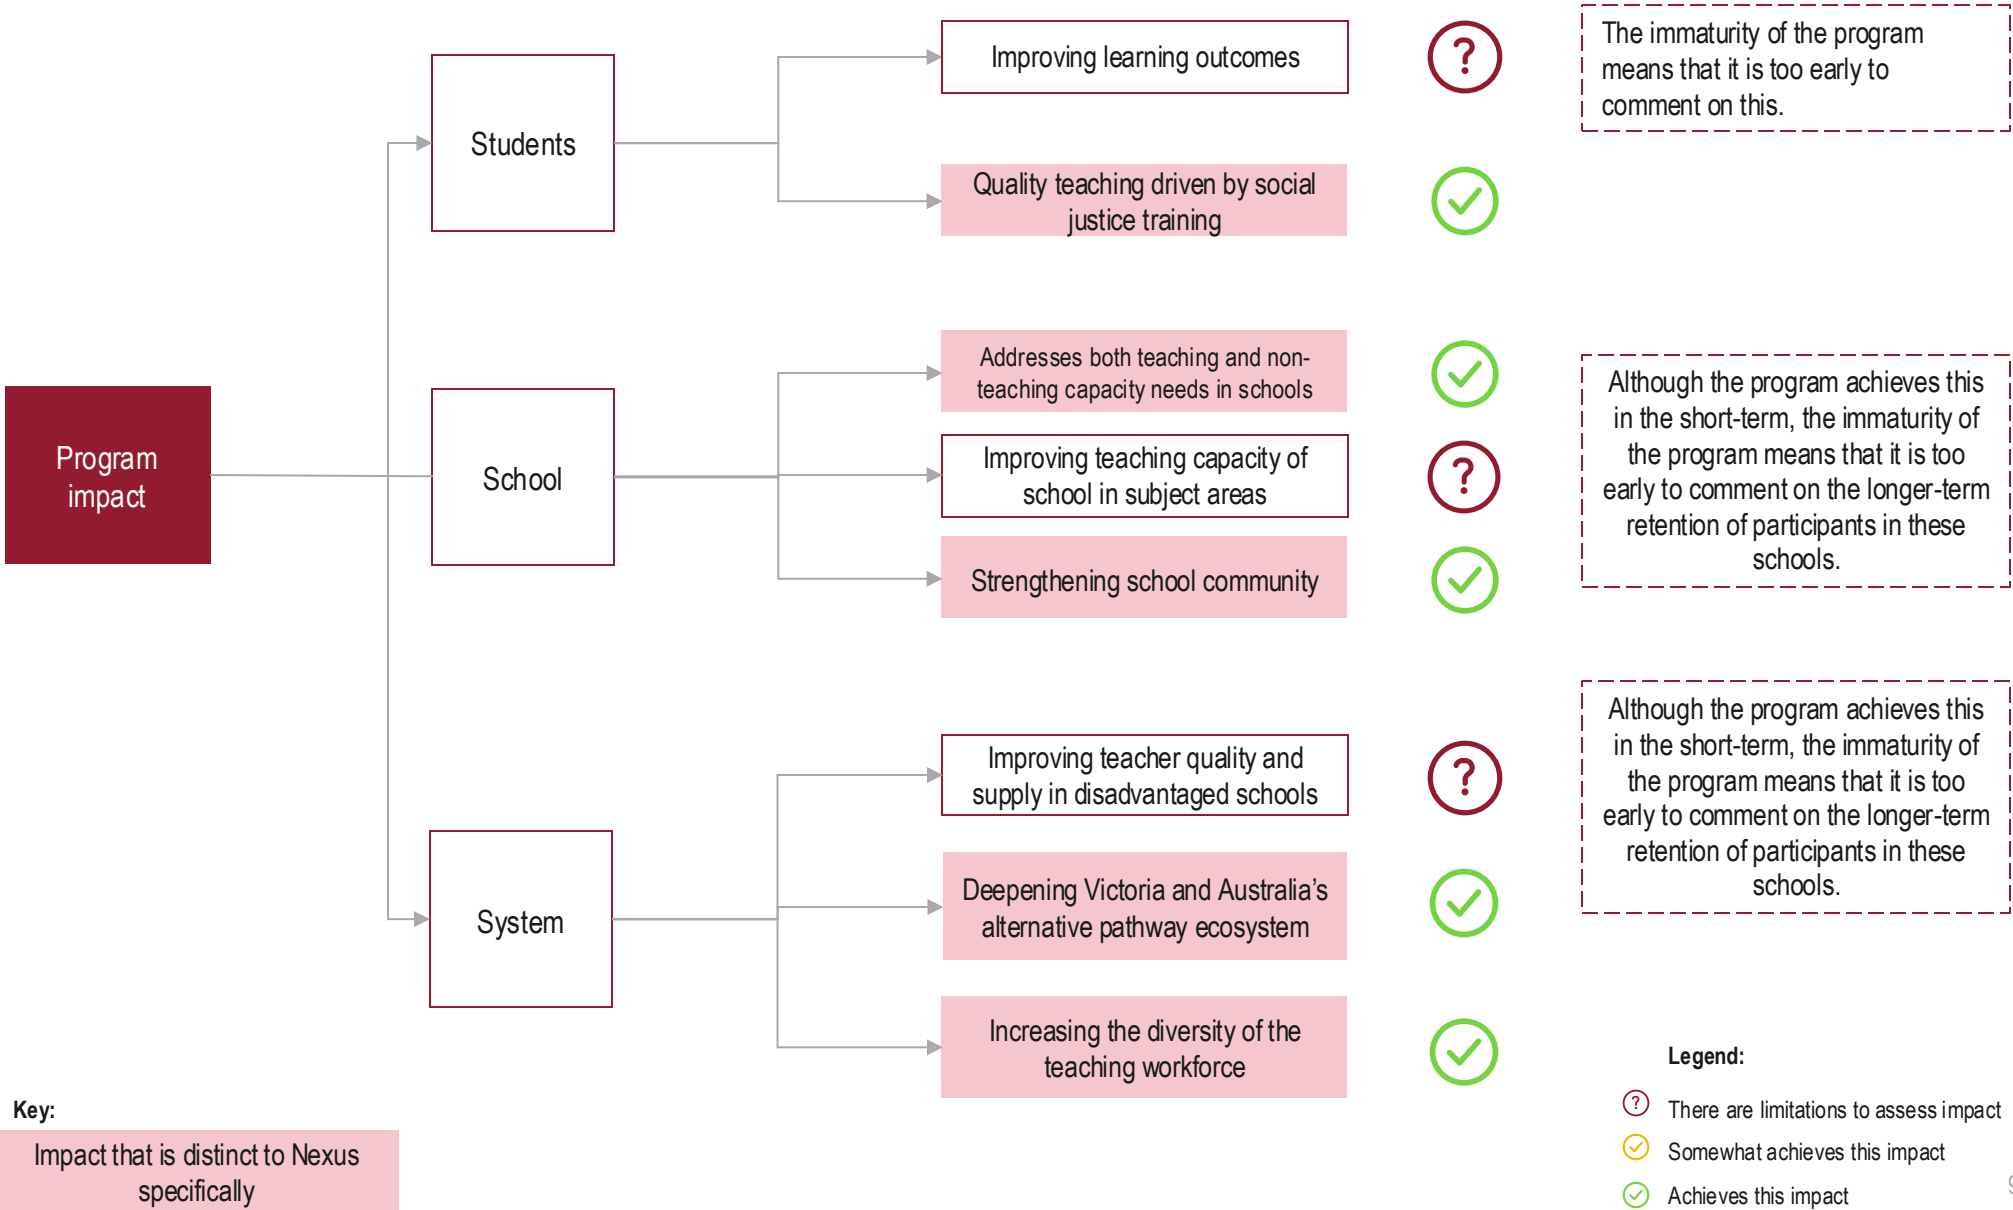 Program
impact
Students
Improving learning outcomes
?
The immaturity of the program
means that it is too early to
comment on this.
Quality teaching driven by social
justice training
School
Addresses both teaching and non-
teaching capacity needs in schools
Improving teaching capacity of
school in subject areas
?
Strengthening school community
Although the program achieves this
in the short-term, the immaturity of
the program means that it is too
early to comment on the longer-term
retention of participants in these
schools.
System
Improving teacher quality and
supply in disadvantaged schools
?
Deepening Victoria and Australia’s
alternative pathway ecosystem
Increasing the diversity of the
teaching workforce
Although the program achieves this
in the short-term, the immaturity of
the program means that it is too
early to comment on the longer-term
retention of participants in these
schools.
Key:
Impact that is distinct to Nexus
specifically
Legend:
? There are limitations to assess impact
Somewhat achieves this impact
Achieves this impact